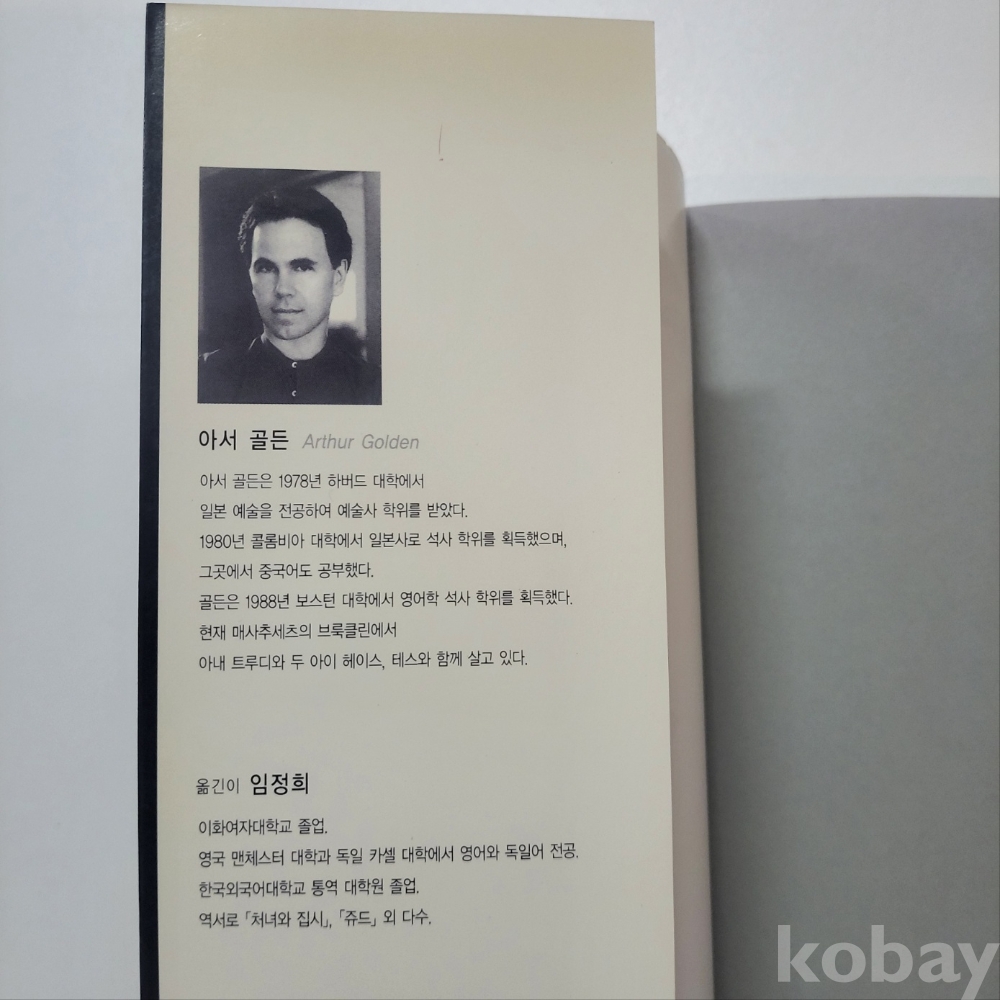 아서 골든 Arthur Golden
아서 골든은 1978년 하버드 대학에서
일본 예술을 전공하여 예술사 학위를 받았다.
1980년 콜롬비아 대학에서 일본사로 석사 학위를 획득했으며,
그곳에서 중국어도 공부했다.
골든은 1988년 보스턴 대학에서 영어학 석사 학위를 획득했다.
현재 매사추세츠의 브룩클린에서
아내 트루디와 두 아이 헤이스, 테스와 함께 살고 있다.
옮긴이 임정희
이화여자대학교 졸업.
영국 맨체스터 대학과 독일 카셀 대학에서 영어와 독일어 전공.
한국외국어대학교 통역 대학원 졸업.
역서로 「처녀와 집시」, 「쥬드」 외 다수.
kobay